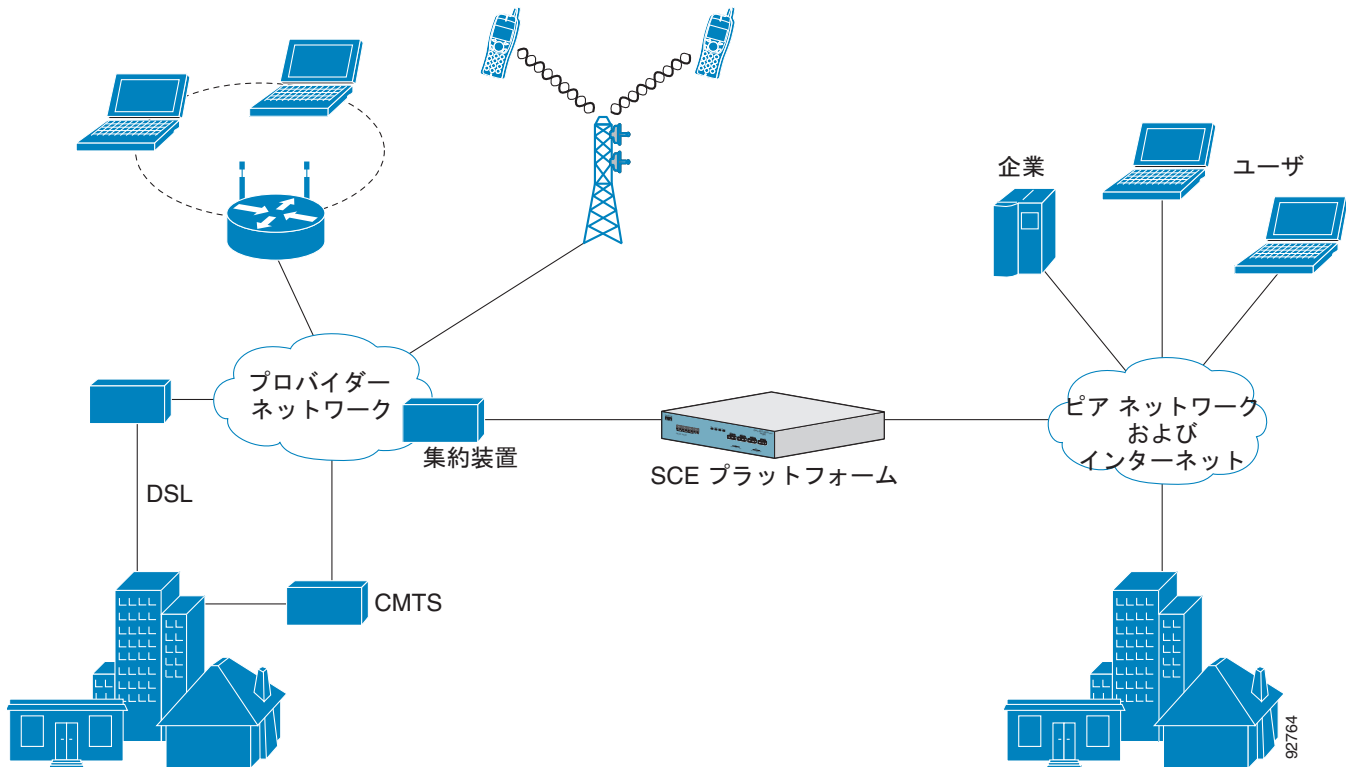 企業
ユーザ
プロバイダー
ネットワーク
集約装置
SCE プラットフォーム
ピア ネットワーク
および
インターネット
DSL
CMTS
92764